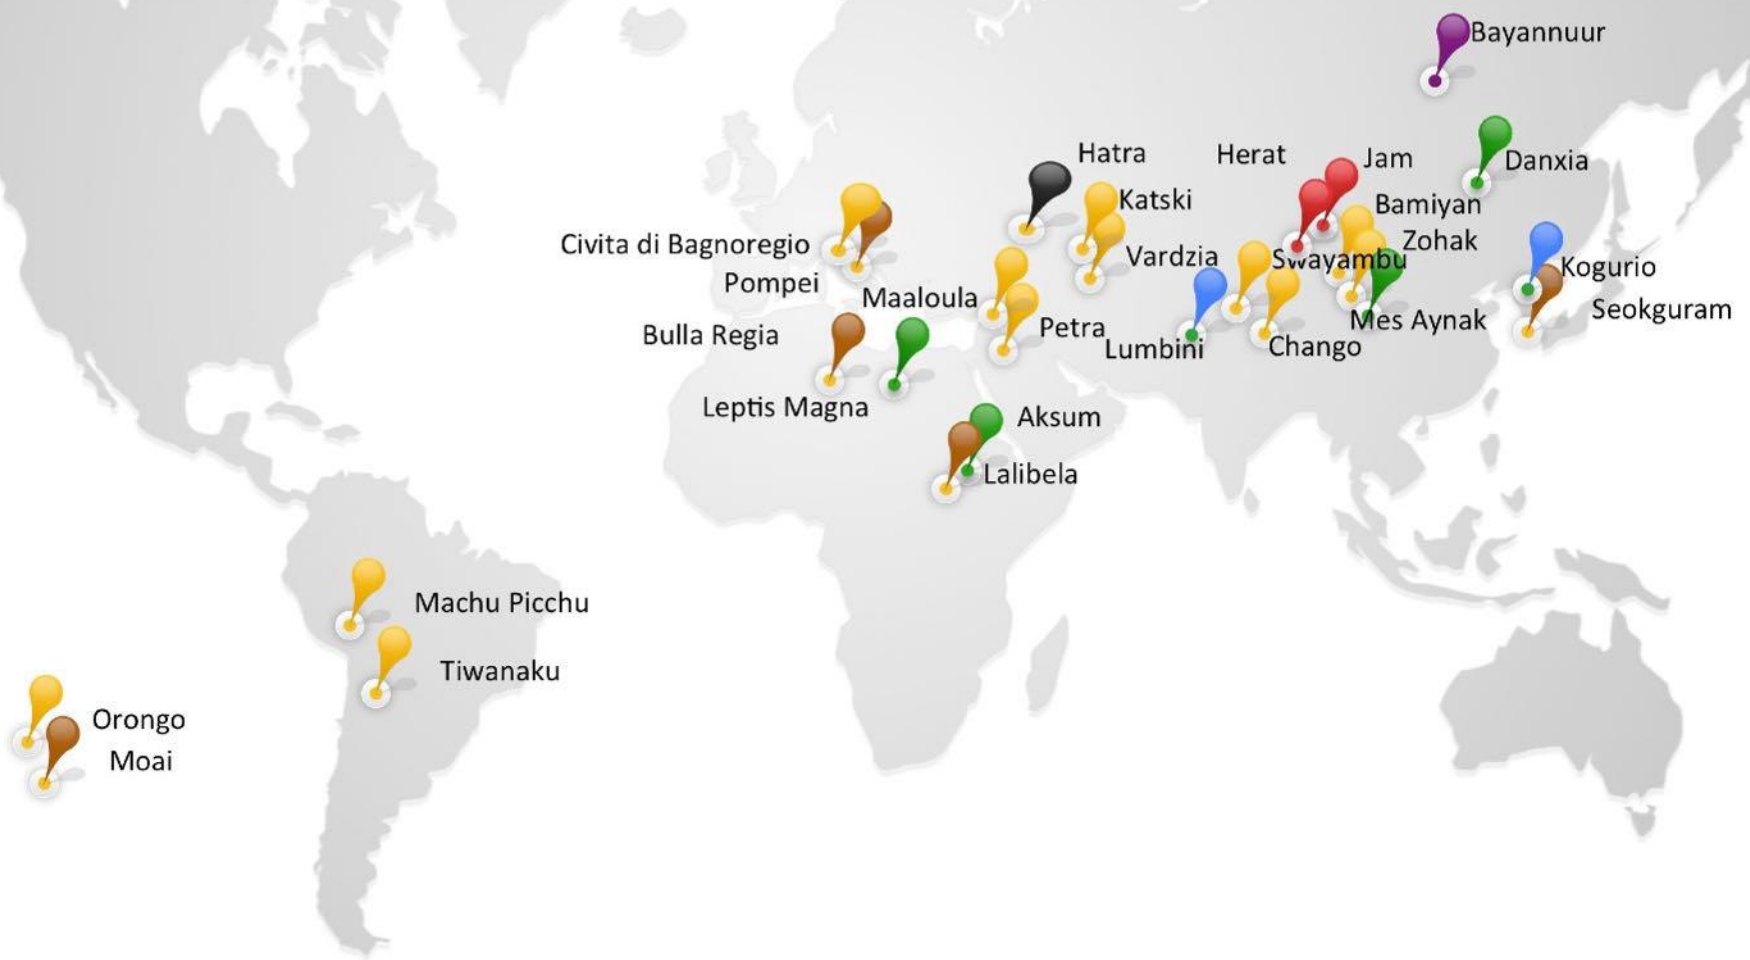 Bayannuur
Hatra
Herat
Jam
Danxia
Katski
Bamiyan
Civita di Bagnoregio
Zohak
Vardzia
Swayambu
Kogurio
Pompei
Maaloula
Seokguram
Bulla Regia
Petra
Mes Aynak
Lumbini
Chango
Leptis Magna
Aksum
Lalibela
Machu Picchu
Tiwanaku
Orongo
Moai